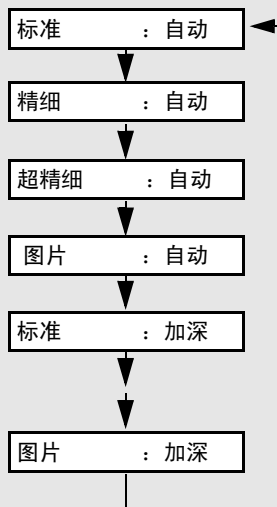 标准 ：自动
精细 ：自动
超精细 ：自动
图片 ：自动
标准 ：加深
图片 ：加深